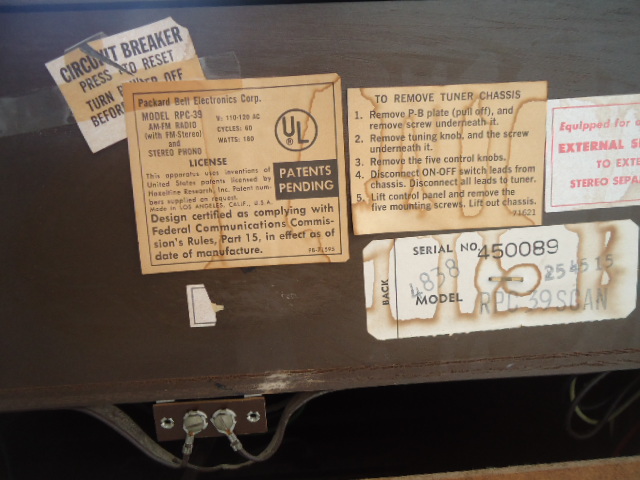 CIRCUIT BREAKER
PRESS TO RESET
TURN POWER OFF
BEFORE
Packard Bell Electronics Corp.
MODEL RPC-39
AM-FM RADIO
(with FM-Stereo)
and
STEREO PHONO
V: 110-120 AC
CYCLES: 60
WATTS: 180
UL
LICENSE
This apparatus uses inventions of
United States patents licensed by
Hazeltine Research, Inc. Patent num-
bers supplied on request.
Made in LOS ANGELES, CALIF., U.S.A.
PATENTS
PENDING
Design certified as complying with
Federal Communications Commis-
sion's Rules, Part 15, in effect as of
date of manufacture.
TO REMOVE TUNER CHASSIS
1. Remove P-B plate (pull off), and
remove screw underneath it.
2. Remove tuning knob, and the screw
underneath it.
3. Remove the five control knobs.
4. Disconnect ON-OFF switch leads from
chassis. Disconnect all leads to tuner.
5. Lift control panel and remove the
five mounting screws. Lift out chassis.
71621
Equipped for
EXTERNAL
TO EXTE
STEREO SEPA
BACK
SERIAL NO. 450089
4838
254515
MODEL RPC-39SCAN